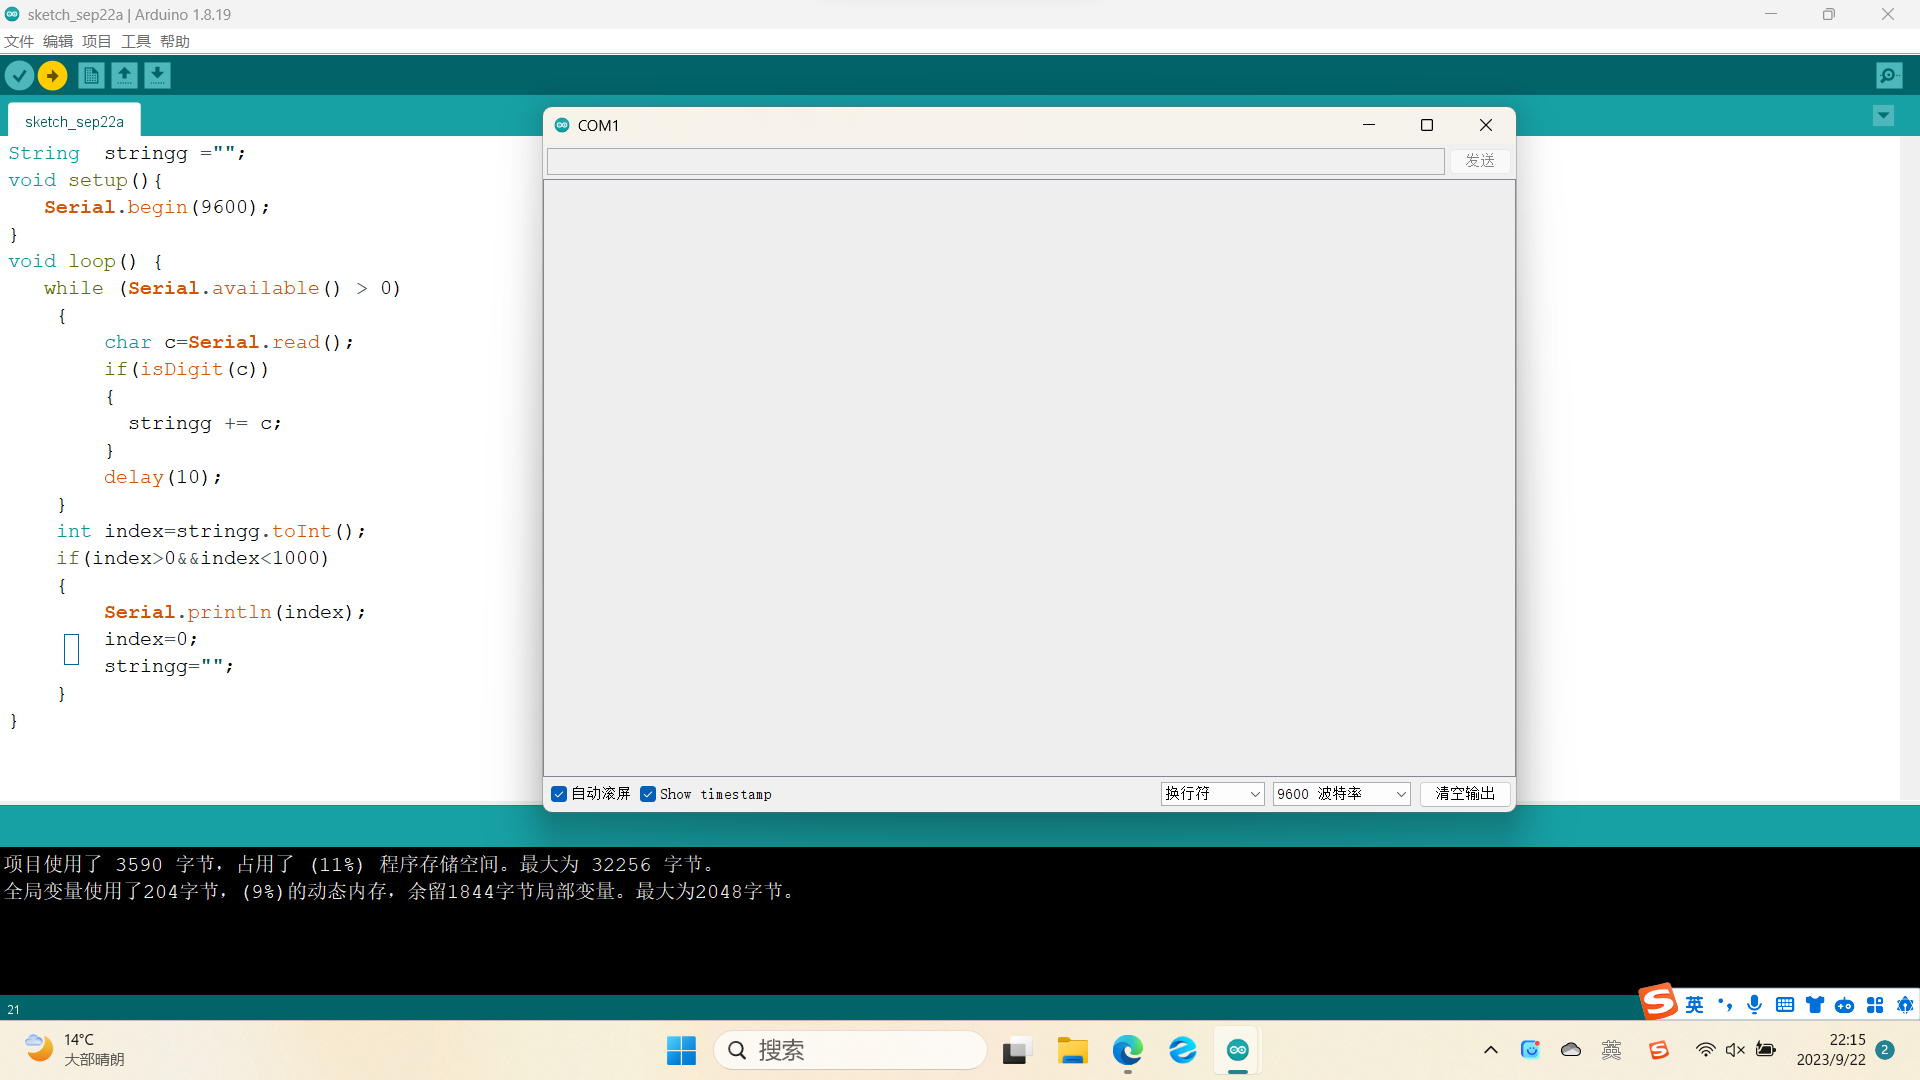 sketch_sep22a | Arduino 1.8.19
文件 编辑 项目 工具 帮助
sketch_sep22a
String  stringg ="";
void setup(){
   Serial.begin(9600);
}
void loop() {
   while (Serial.available() > 0)
    {
        char c=Serial.read();
        if(isDigit(c))
        {
          stringg += c;
        }
        delay(10);
    }
    int index=stringg.toInt();
    if(index>0&&index<1000)
    {
        Serial.println(index);
        index=0;
        stringg="";
    }
}
COM1
发送
自动滚屏 Show timestamp 换行符 9600 波特率 清空输出
项目使用了 3590 字节，占用了 (11%) 程序存储空间。最大为 32256 字节。
全局变量使用了204字节，(9%)的动态内存，余留1844字节局部变量。最大为2048字节。
21
英
14°C
大部晴朗
搜索
英
22:15
2023/9/22
2